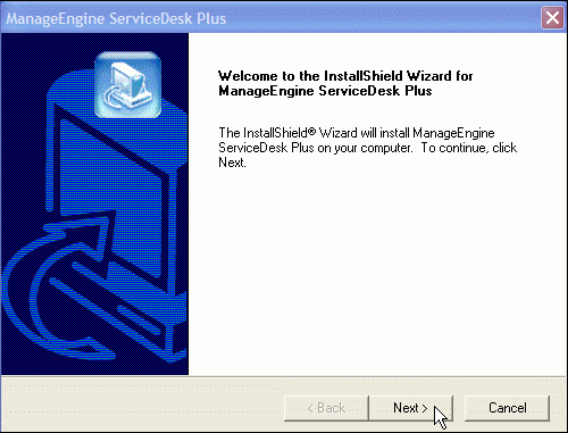 ManageEngine ServiceDesk Plus
Welcome to the InstallShield Wizard for
ManageEngine ServiceDesk Plus
The InstallShield® Wizard will install ManageEngine
ServiceDesk Plus on your computer. To continue, click
Next.
< Back
Next >
Cancel